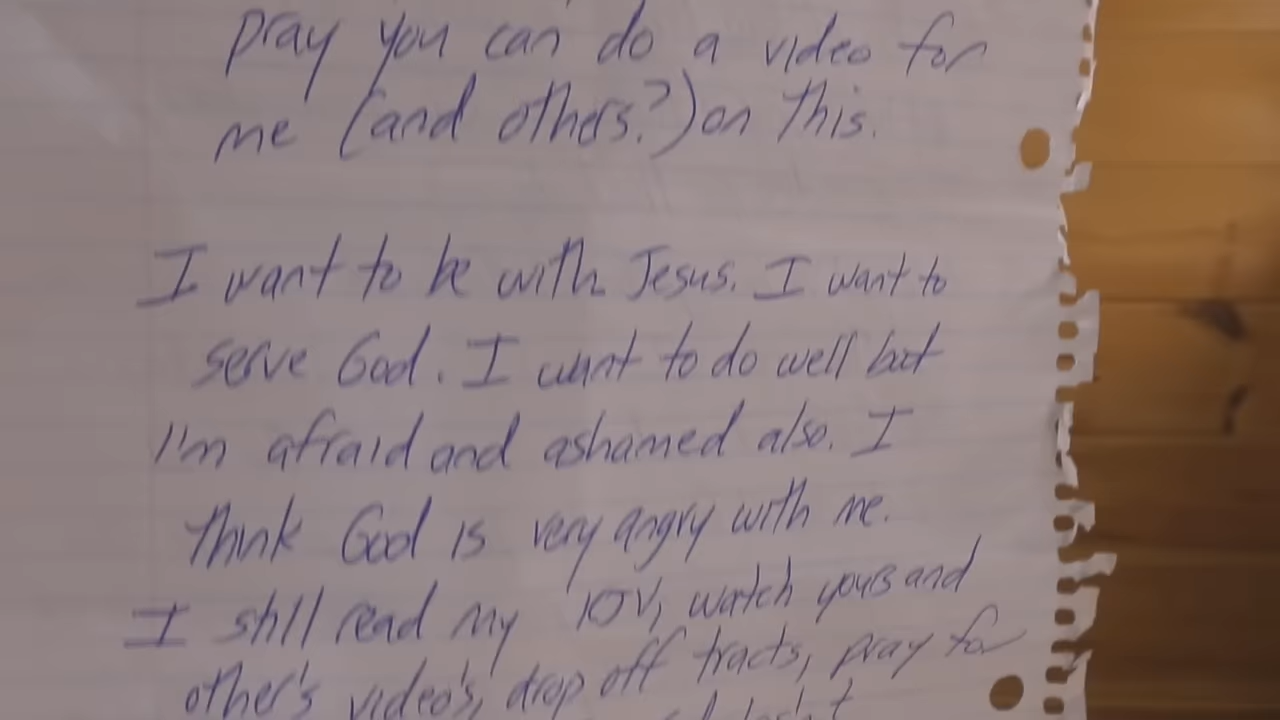 pray you can do a video for
me (and others?) on this.
I want to be with Jesus. I want to
serve God. I want to do well but
I'm afraid and ashamed also. I
think God is very angry with me.
I still read my KJV, watch yours and
other's video's, drop off tracts, pray for